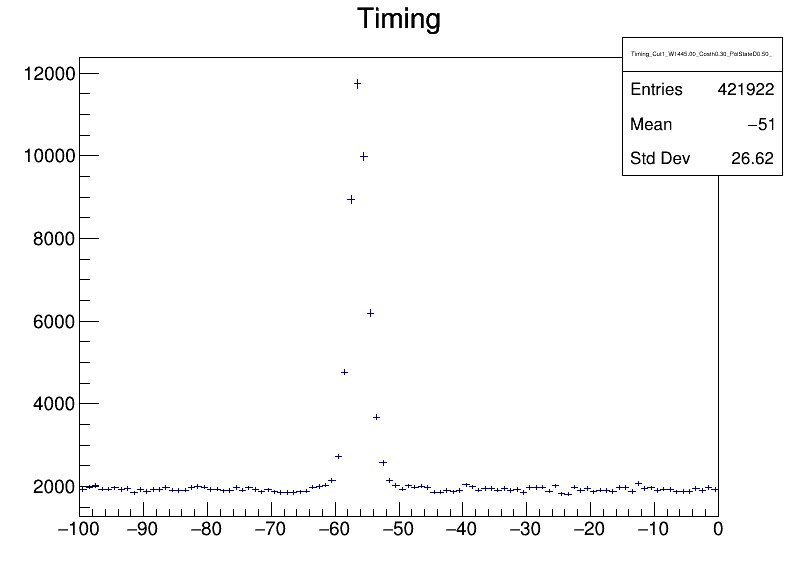 Timing
Timing_Cut1_W1445.00_Costh0.30_PolStateD0.50_
Entries 421922
Mean −51
Std Dev 26.62
12000
10000
8000
6000
4000
2000
−100 −90 −80 −70 −60 −50 −40 −30 −20 −10 0